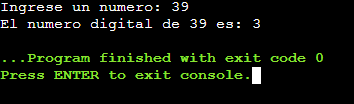 Ingrese un numero: 39
El numero digital de 39 es: 3
...Program finished with exit code 0
Press ENTER to exit console.